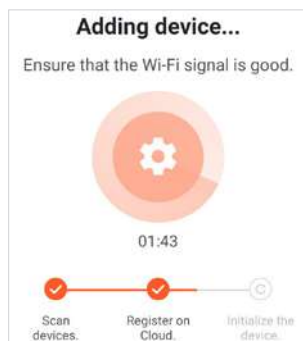 Adding device...
Ensure that the Wi-Fi signal is good.
01:43
Scan
devices.
Register on
Cloud.
Initialize the
device.